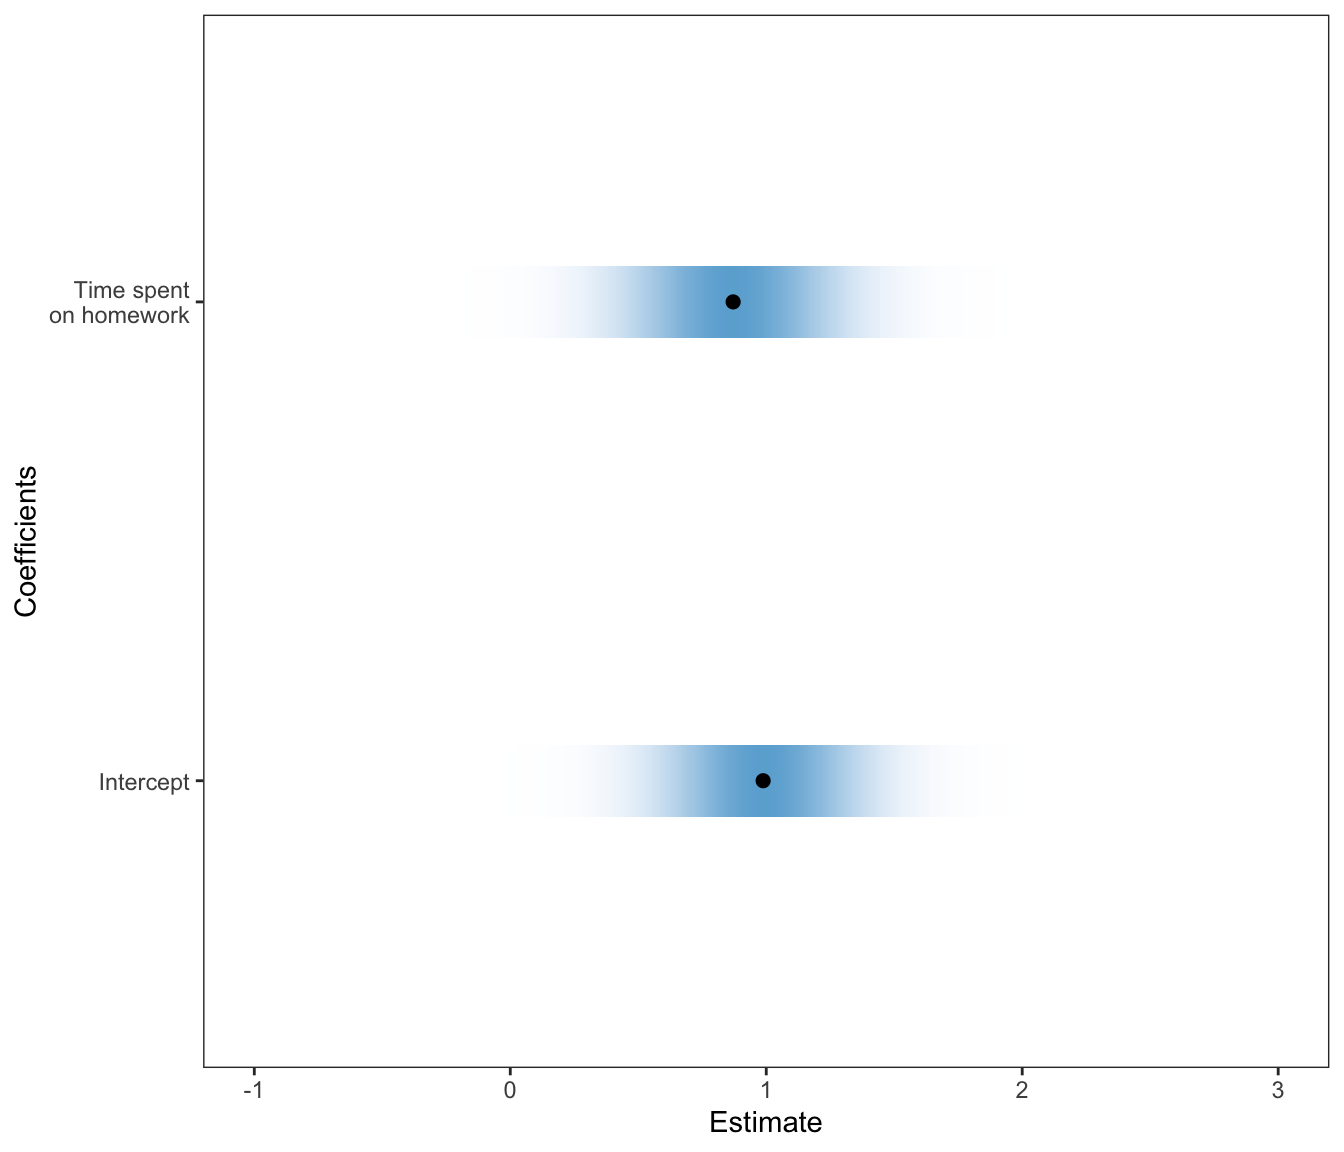 Time spent
on homework
Coefficients
Intercept
-1 0 1 2 3
Estimate